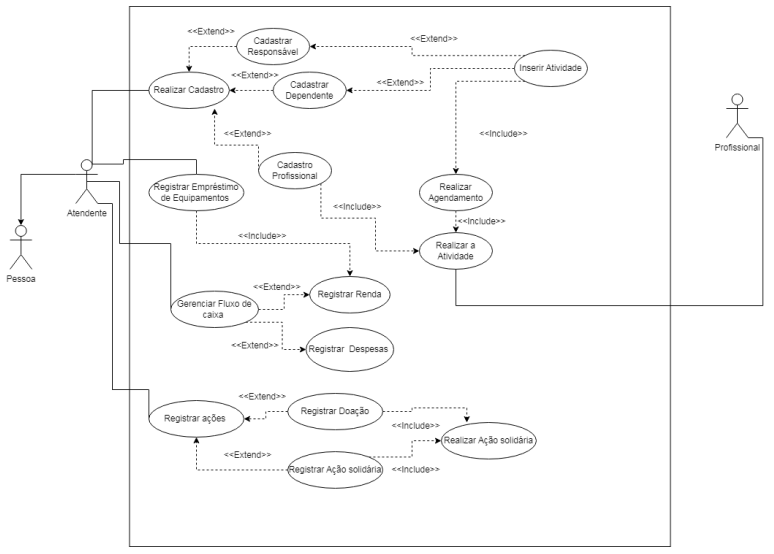 <<Extend>>
Cadastrar
Responsável
<<Extend>>
Inserir Atividade
Realizar Cadastro
<<Extend>>
Cadastrar
Dependente
<<Extend>>
<<Extend>>
<<Include>>
Profissional
Cadastro
Profissional
Atendente
Registrar Empréstimo
de Equipamentos
<<Include>>
Realizar
Agendamento
<<Include>>
<<Include>>
Realizar a
Atividade
Pessoa
<<Extend>>
Registrar Renda
Gerenciar Fluxo de
caixa
<<Extend>>
Registrar Despesas
<<Extend>>
Registrar ações
Registrar Doação
<<Include>>
Realizar Ação solidária
<<Extend>>
Registrar Ação solidária
<<Include>>